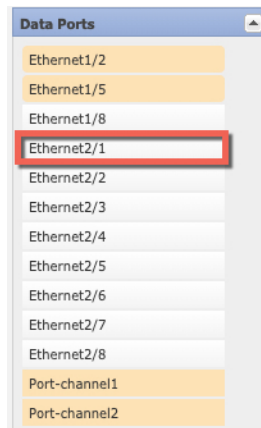 Data Ports
Ethernet1/2
Ethernet1/5
Ethernet1/8
Ethernet2/1
Ethernet2/2
Ethernet2/3
Ethernet2/4
Ethernet2/5
Ethernet2/6
Ethernet2/7
Ethernet2/8
Port-channel1
Port-channel2